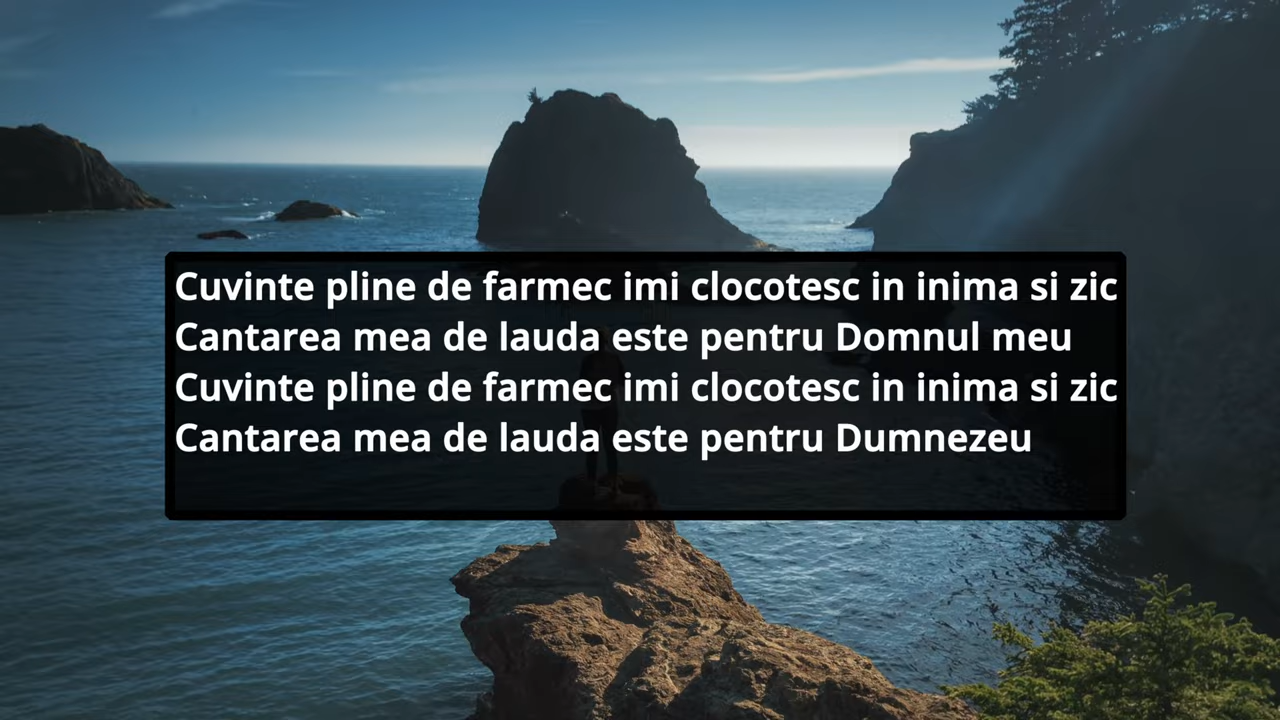 Cuvinte pline de farmec imi clocotesc in inima si zic
Cantarea mea de lauda este pentru Domnul meu
Cuvinte pline de farmec imi clocotesc in inima si zic
Cantarea mea de lauda este pentru Dumnezeu